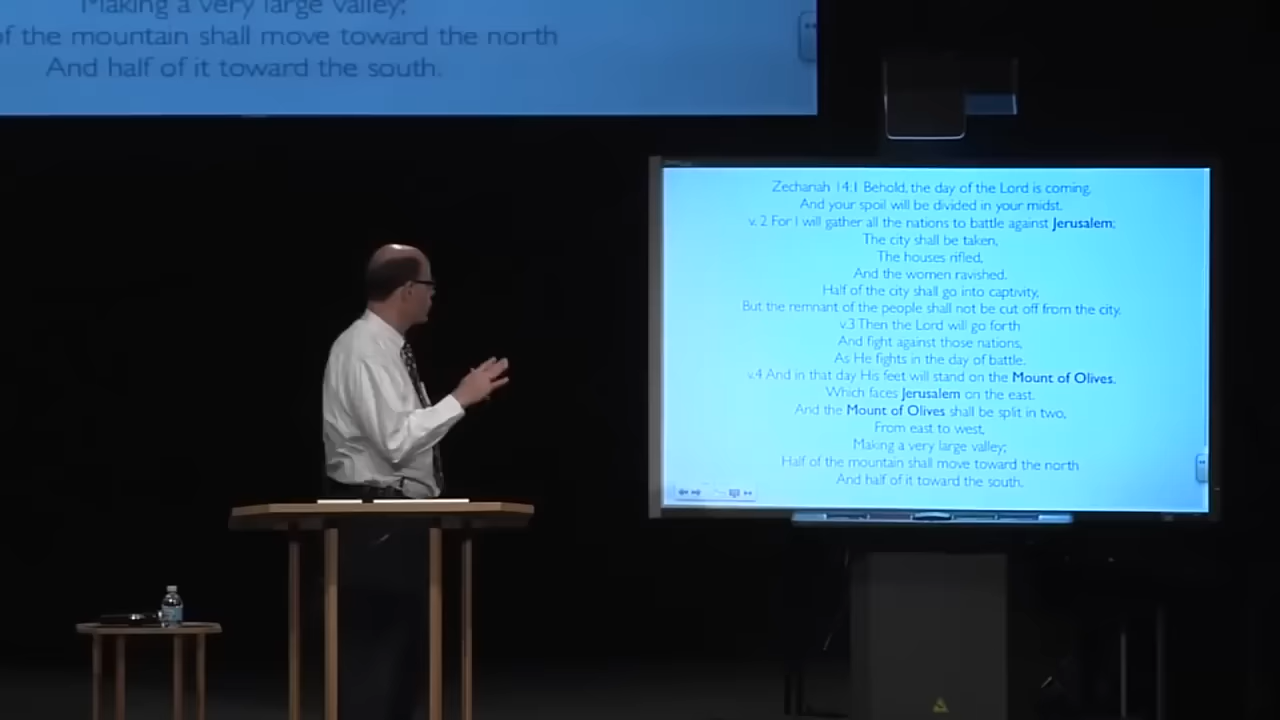 Making a very large valley;
of the mountain shall move toward the north
And half of it toward the south.
Zechariah 14:1 Behold, the day of the Lord is coming,
And your spoil will be divided in your midst.
v. 2 For I will gather all the nations to battle against Jerusalem;
The city shall be taken,
The houses rifled,
And the women ravished.
Half of the city shall go into captivity,
But the remnant of the people shall not be cut off from the city.
v.3 Then the Lord will go forth
And fight against those nations,
As He fights in the day of battle.
v.4 And in that day His feet will stand on the Mount of Olives,
Which faces Jerusalem on the east.
And the Mount of Olives shall be split in two,
From east to west,
Making a very large valley;
Half of the mountain shall move toward the north
And half of it toward the south.